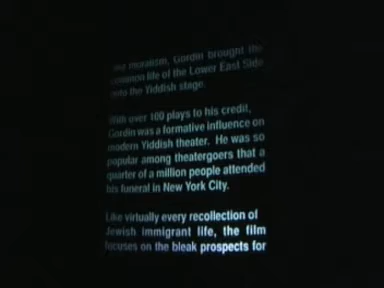 moralism, Gordin brought the
common life of the Lower East Side
onto the Yiddish stage.
With over 100 plays to his credit,
Gordin was a formative influence on
modern Yiddish theater. He was so
popular among theatergoers that a
quarter of a million people attended
his funeral in New York City.
Like virtually every recollection of
Jewish immigrant life, the film
focuses on the bleak prospects for